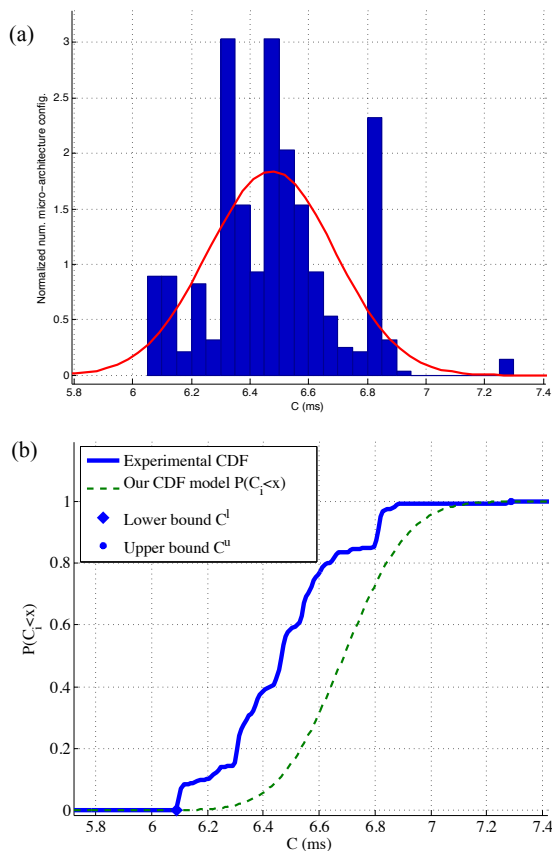 (a)
Normalized num. micro-architecture config.
3
2.5
2
1.5
1
0.5
0
5.8 6 6.2 6.4 6.6 6.8 7 7.2 7.4
C (ms)
(b)
Experimental CDF
Our CDF model P(C_i<x)
Lower bound C^l
Upper bound C^u
P(C_i<x)
1
0.8
0.6
0.4
0.2
0
5.8 6 6.2 6.4 6.6 6.8 7 7.2 7.4
C (ms)